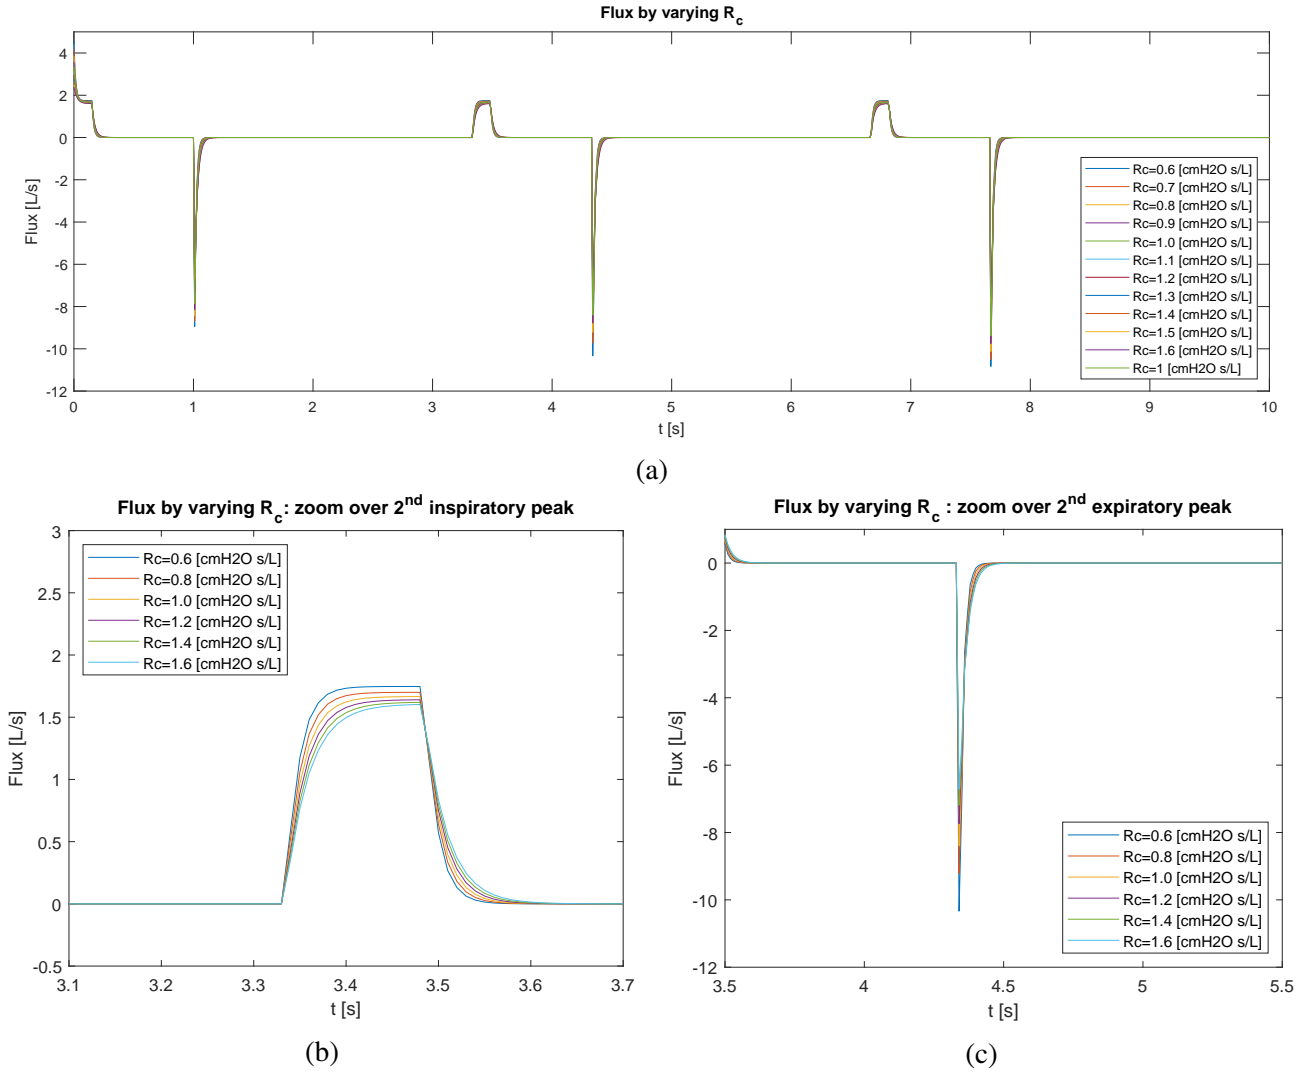 Flux by varying R_c
Flux [L/s]
4
2
0
-2
-4
-6
-8
-10
-12
0 1 2 3 4 5 6 7 8 9 10
t [s]
Rc=0.6 [cmH2O s/L]
Rc=0.7 [cmH2O s/L]
Rc=0.8 [cmH2O s/L]
Rc=0.9 [cmH2O s/L]
Rc=1.0 [cmH2O s/L]
Rc=1.1 [cmH2O s/L]
Rc=1.2 [cmH2O s/L]
Rc=1.3 [cmH2O s/L]
Rc=1.4 [cmH2O s/L]
Rc=1.5 [cmH2O s/L]
Rc=1.6 [cmH2O s/L]
Rc=1 [cmH2O s/L]
(a)
Flux by varying R_c: zoom over 2^nd inspiratory peak
Flux [L/s]
3
2.5
2
1.5
1
0.5
0
-0.5
3.1 3.2 3.3 3.4 3.5 3.6 3.7
t [s]
Rc=0.6 [cmH2O s/L]
Rc=0.8 [cmH2O s/L]
Rc=1.0 [cmH2O s/L]
Rc=1.2 [cmH2O s/L]
Rc=1.4 [cmH2O s/L]
Rc=1.6 [cmH2O s/L]
(b)
Flux by varying R_c : zoom over 2^nd expiratory peak
Flux [L/s]
0
-2
-4
-6
-8
-10
-12
3.5 4 4.5 5 5.5
t [s]
Rc=0.6 [cmH2O s/L]
Rc=0.8 [cmH2O s/L]
Rc=1.0 [cmH2O s/L]
Rc=1.2 [cmH2O s/L]
Rc=1.4 [cmH2O s/L]
Rc=1.6 [cmH2O s/L]
(c)